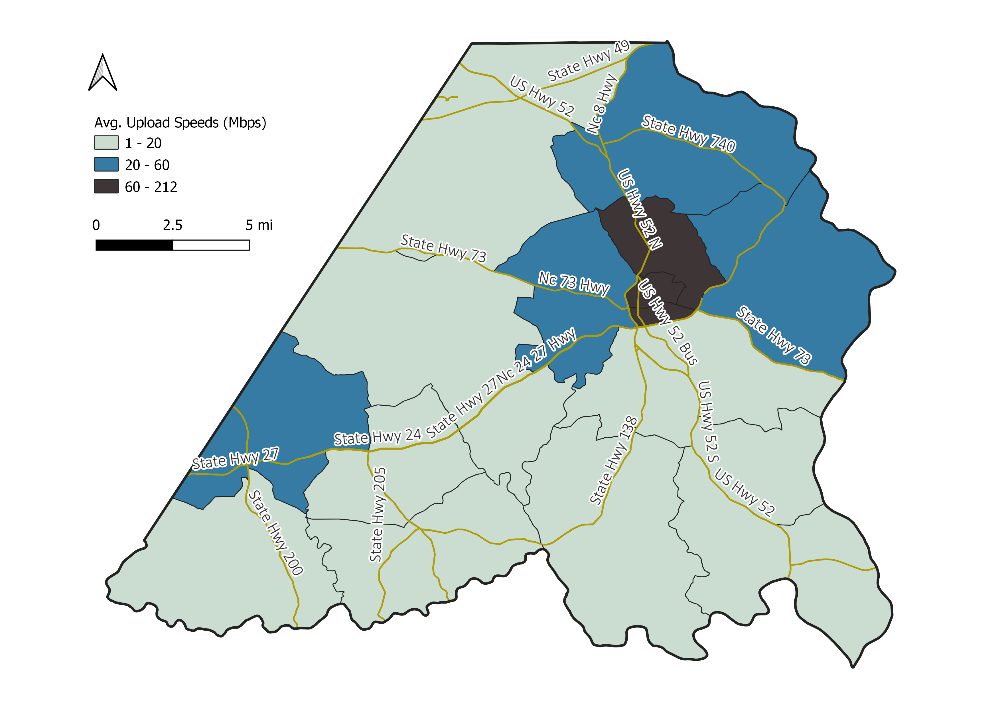 Avg. Upload Speeds (Mbps)
1 - 20
20 - 60
60 - 212
0 2.5 5 mi
State Hwy 49
US Hwy 52
Nc 8 Hwy
State Hwy 740
US Hwy 52 N
State Hwy 73
Nc 73 Hwy
US Hwy 52 Bus
State Hwy 73
Nc 24 27 Hwy
State Hwy 27
State Hwy 24
State Hwy 27
US Hwy 52 S
State Hwy 138
US Hwy 52
State Hwy 205
State Hwy 200